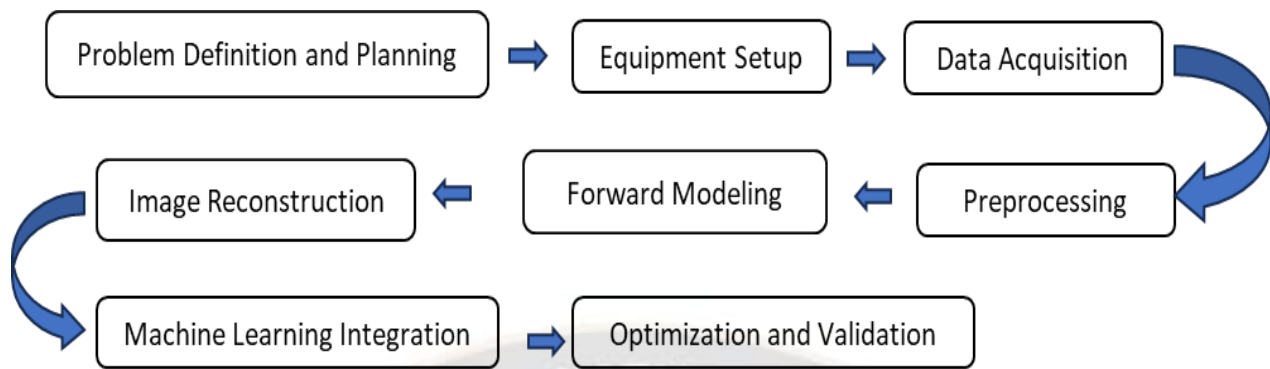 Problem Definition and Planning
Equipment Setup
Data Acquisition
Preprocessing
Forward Modeling
Image Reconstruction
Machine Learning Integration
Optimization and Validation